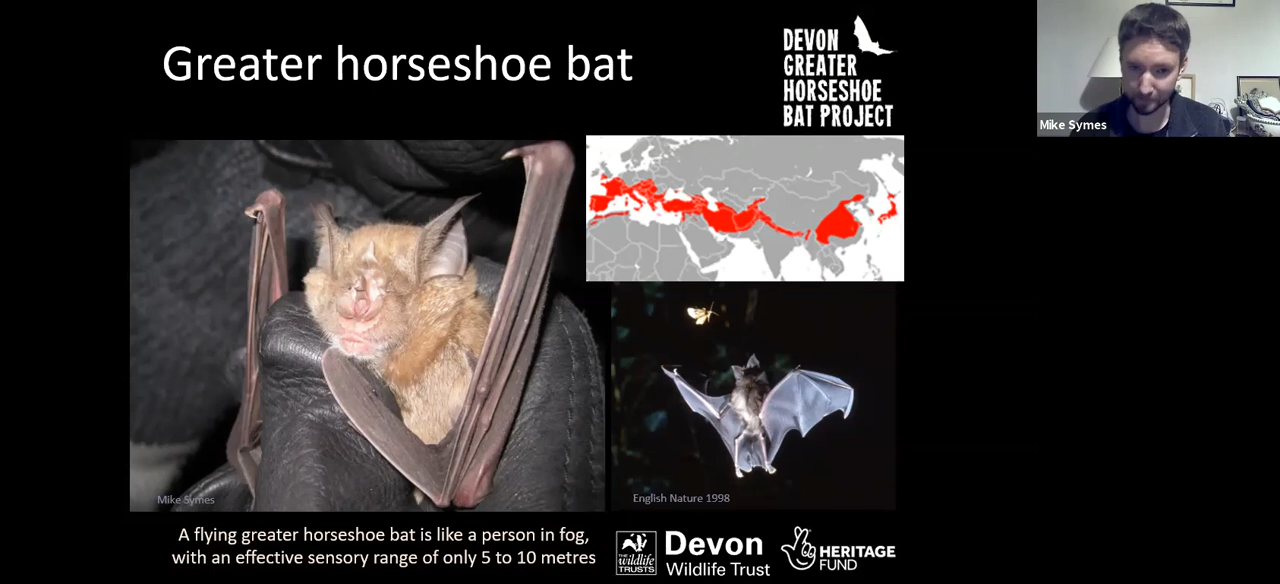 Greater horseshoe bat
DEVON
GREATER
HORSESHOE
BAT PROJECT
Mike Symes
Mike Symes
English Nature 1998
A flying greater horseshoe bat is like a person in fog,
with an effective sensory range of only 5 to 10 metres
THE
wildlife
TRUSTS
Devon
Wildlife Trust
HERITAGE
FUND